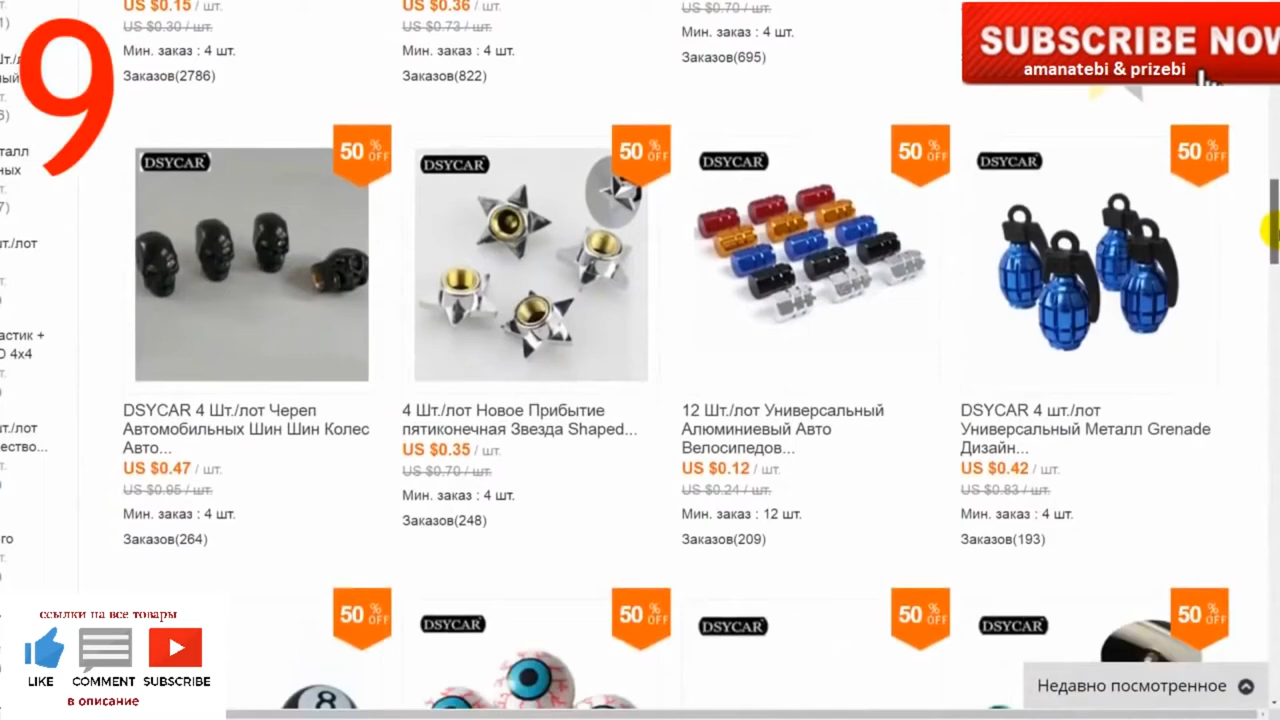 US $0.15 / шт.
US $0.30 / шт.
Мин. заказ : 4 шт.
Заказов(2786)
US $0.36 / шт.
US $0.73 / шт.
Мин. заказ : 4 шт.
Заказов(822)
US $0.70 / шт.
Мин. заказ : 4 шт.
Заказов(695)
SUBSCRIBE NOW
amanatebi & prizebi
9
DSYCAR
50 % OFF
DSYCAR
50 % OFF
DSYCAR
50 % OFF
DSYCAR
50 % OFF
DSYCAR 4 Шт./лот Череп
Автомобильных Шин Шин Колес
Авто...
US $0.47 / шт.
US $0.95 / шт.
Мин. заказ : 4 шт.
Заказов(264)
4 Шт./лот Новое Прибытие
пятиконечная Звезда Shaped...
US $0.35 / шт.
US $0.70 / шт.
Мин. заказ : 4 шт.
Заказов(248)
12 Шт./лот Универсальный
Алюминиевый Авто
Велосипедов...
US $0.12 / шт.
US $0.24 / шт.
Мин. заказ : 12 шт.
Заказов(209)
DSYCAR 4 шт./лот
Универсальный Металл Grenade
Дизайн...
US $0.42 / шт.
US $0.83 / шт.
Мин. заказ : 4 шт.
Заказов(193)
50 % OFF
8
DSYCAR
50 % OFF
DSYCAR
50 % OFF
DSYCAR
50 % OFF
ссылки на все товары
LIKE COMMENT SUBSCRIBE
в описание
Недавно посмотренное